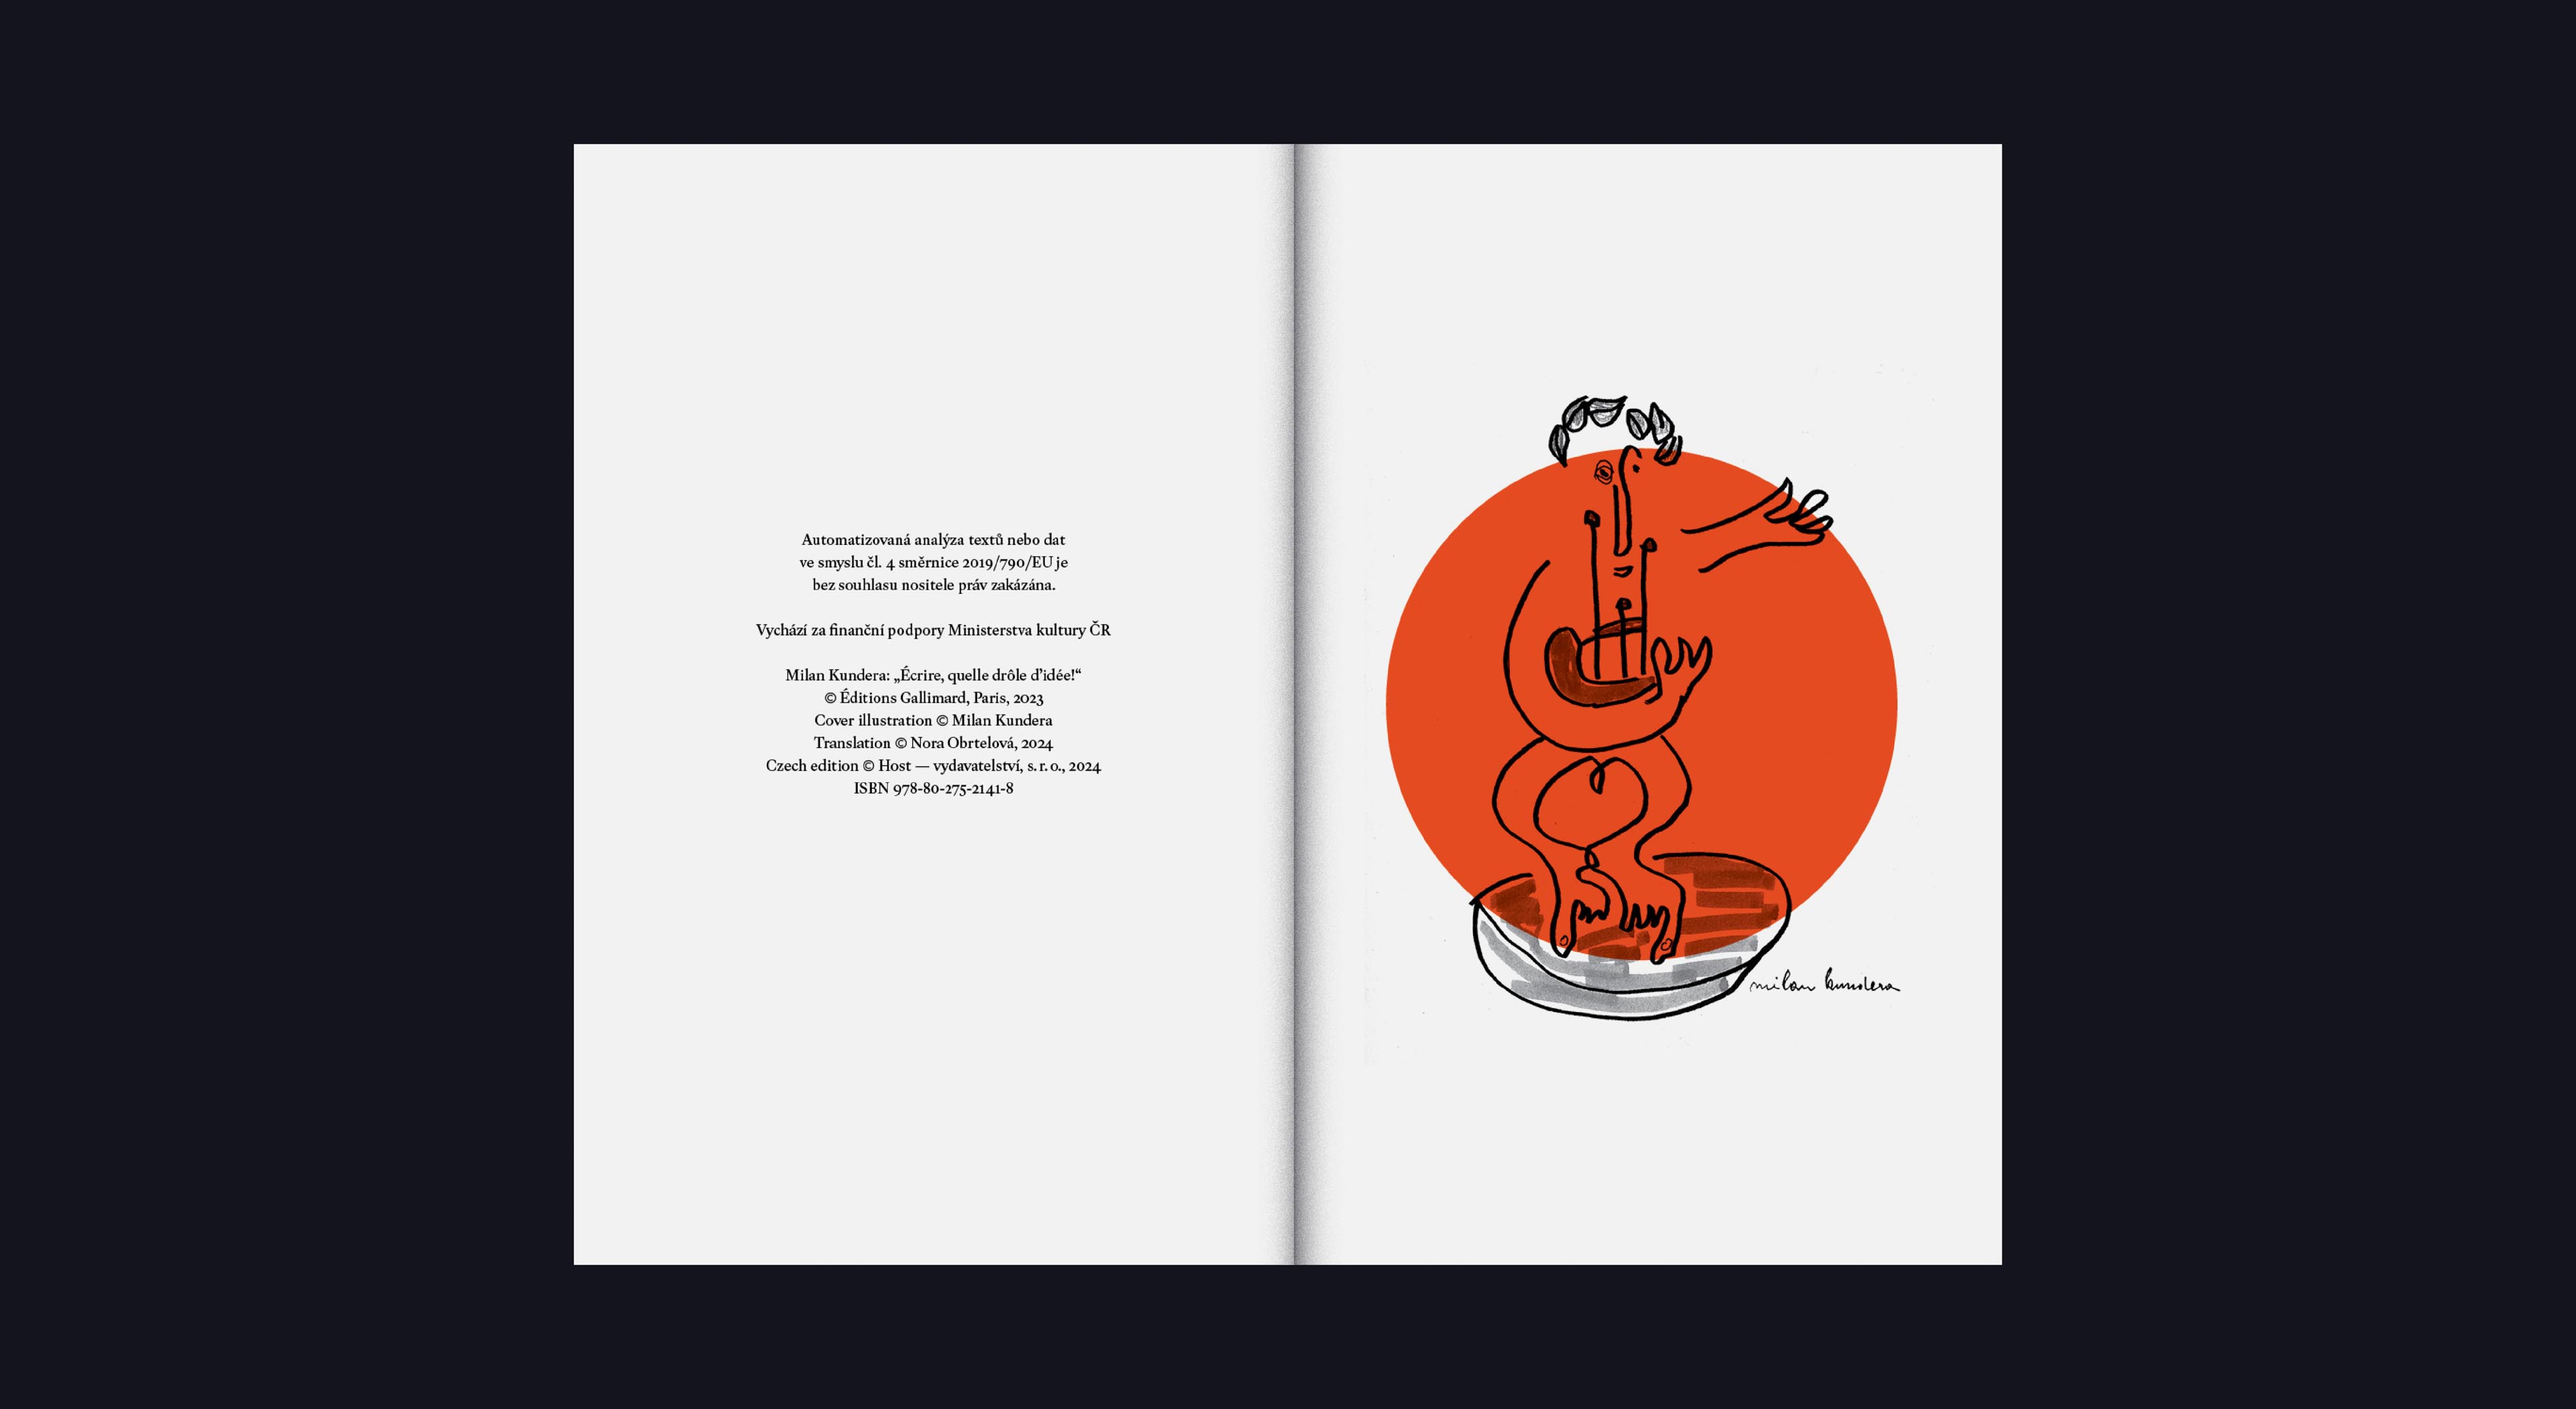 Automatizovaná analýza textů nebo dat
ve smyslu čl. 4 směrnice 2019/790/EU je
bez souhlasu nositele práv zakázána.
Vychází za finanční podpory Ministerstva kultury ČR
Milan Kundera: „Écrire, quelle drôle d’idée!“
© Éditions Gallimard, Paris, 2023
Cover illustration © Milan Kundera
Translation © Nora Obrtelová, 2024
Czech edition © Host — vydavatelství, s. r. o., 2024
ISBN 978-80-275-2141-8
milan kundera